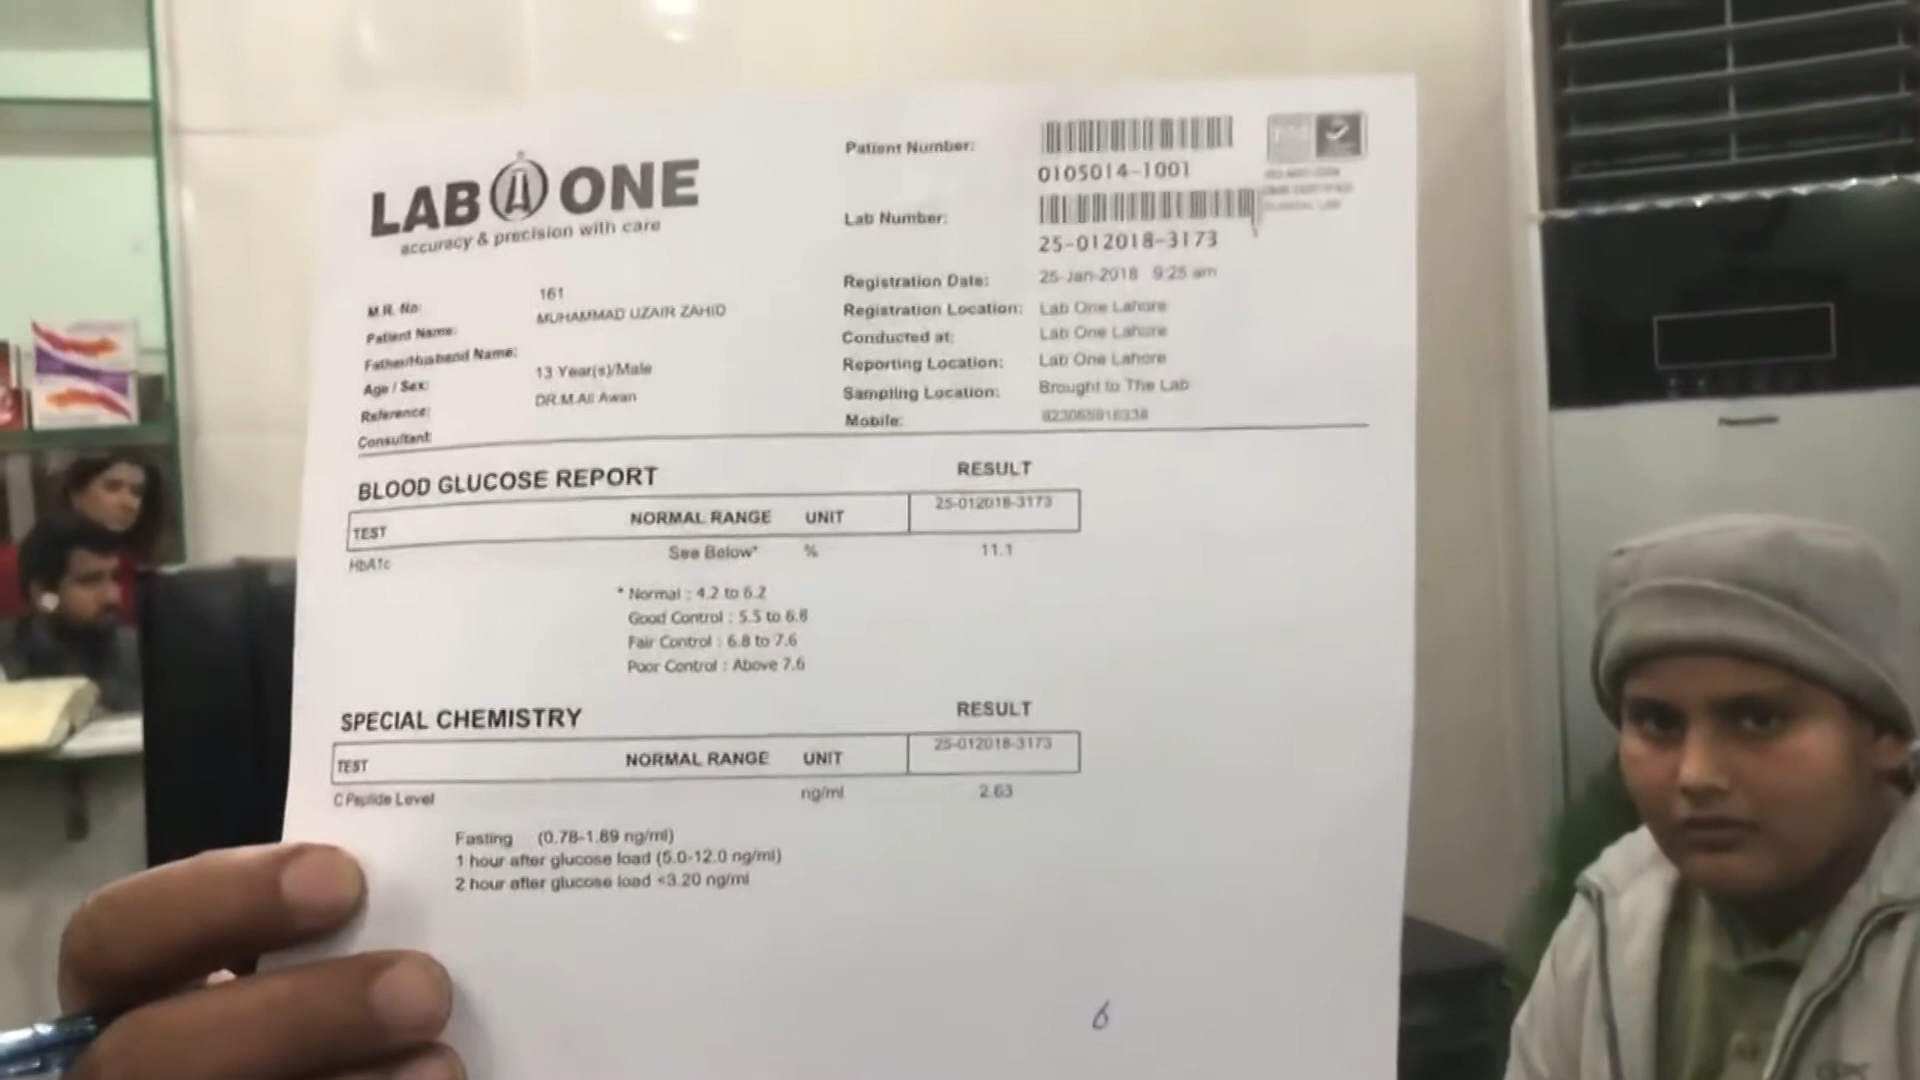 LAB ONE
accuracy & precision with care
Patient Number:
0105014-1001
Lab Number:
25-012018-3173
M.R. No: 161
Patient Name: MUHAMMAD UZAIR ZAHID
Father/Husband Name:
Age / Sex: 13 Year(s)/Male
Reference: DR.M.Ali Awan
Consultant:
Registration Date: 25-Jan-2018 9:25 am
Registration Location: Lab One Lahore
Conducted at: Lab One Lahore
Reporting Location: Lab One Lahore
Sampling Location: Brought to The Lab
Mobile:
BLOOD GLUCOSE REPORT RESULT
TEST NORMAL RANGE UNIT 25-012018-3173
HbA1c See Below* % 11.1
* Normal : 4.2 to 6.2
Good Control : 5.5 to 6.8
Fair Control : 6.8 to 7.6
Poor Control : Above 7.6
SPECIAL CHEMISTRY RESULT
TEST NORMAL RANGE UNIT 25-012018-3173
C Peptide Level ng/ml 2.63
Fasting (0.78-1.89 ng/ml)
1 hour after glucose load (5.0-12.0 ng/ml)
2 hour after glucose load <3.20 ng/ml
6